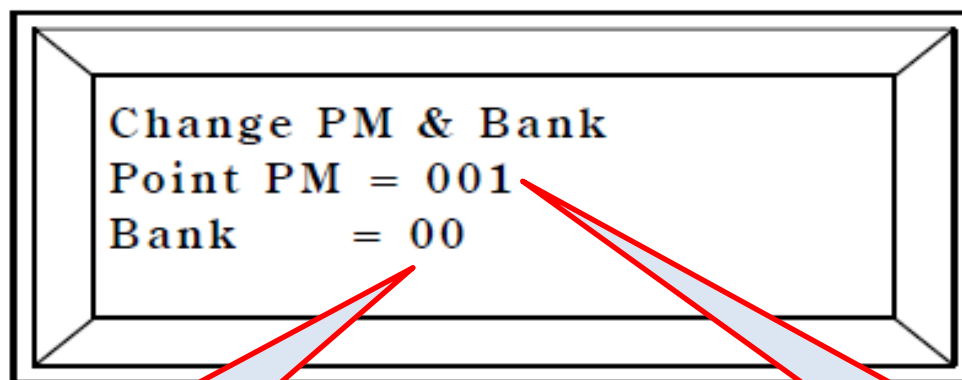 Change PM & Bank
Point PM = 001
Bank = 00